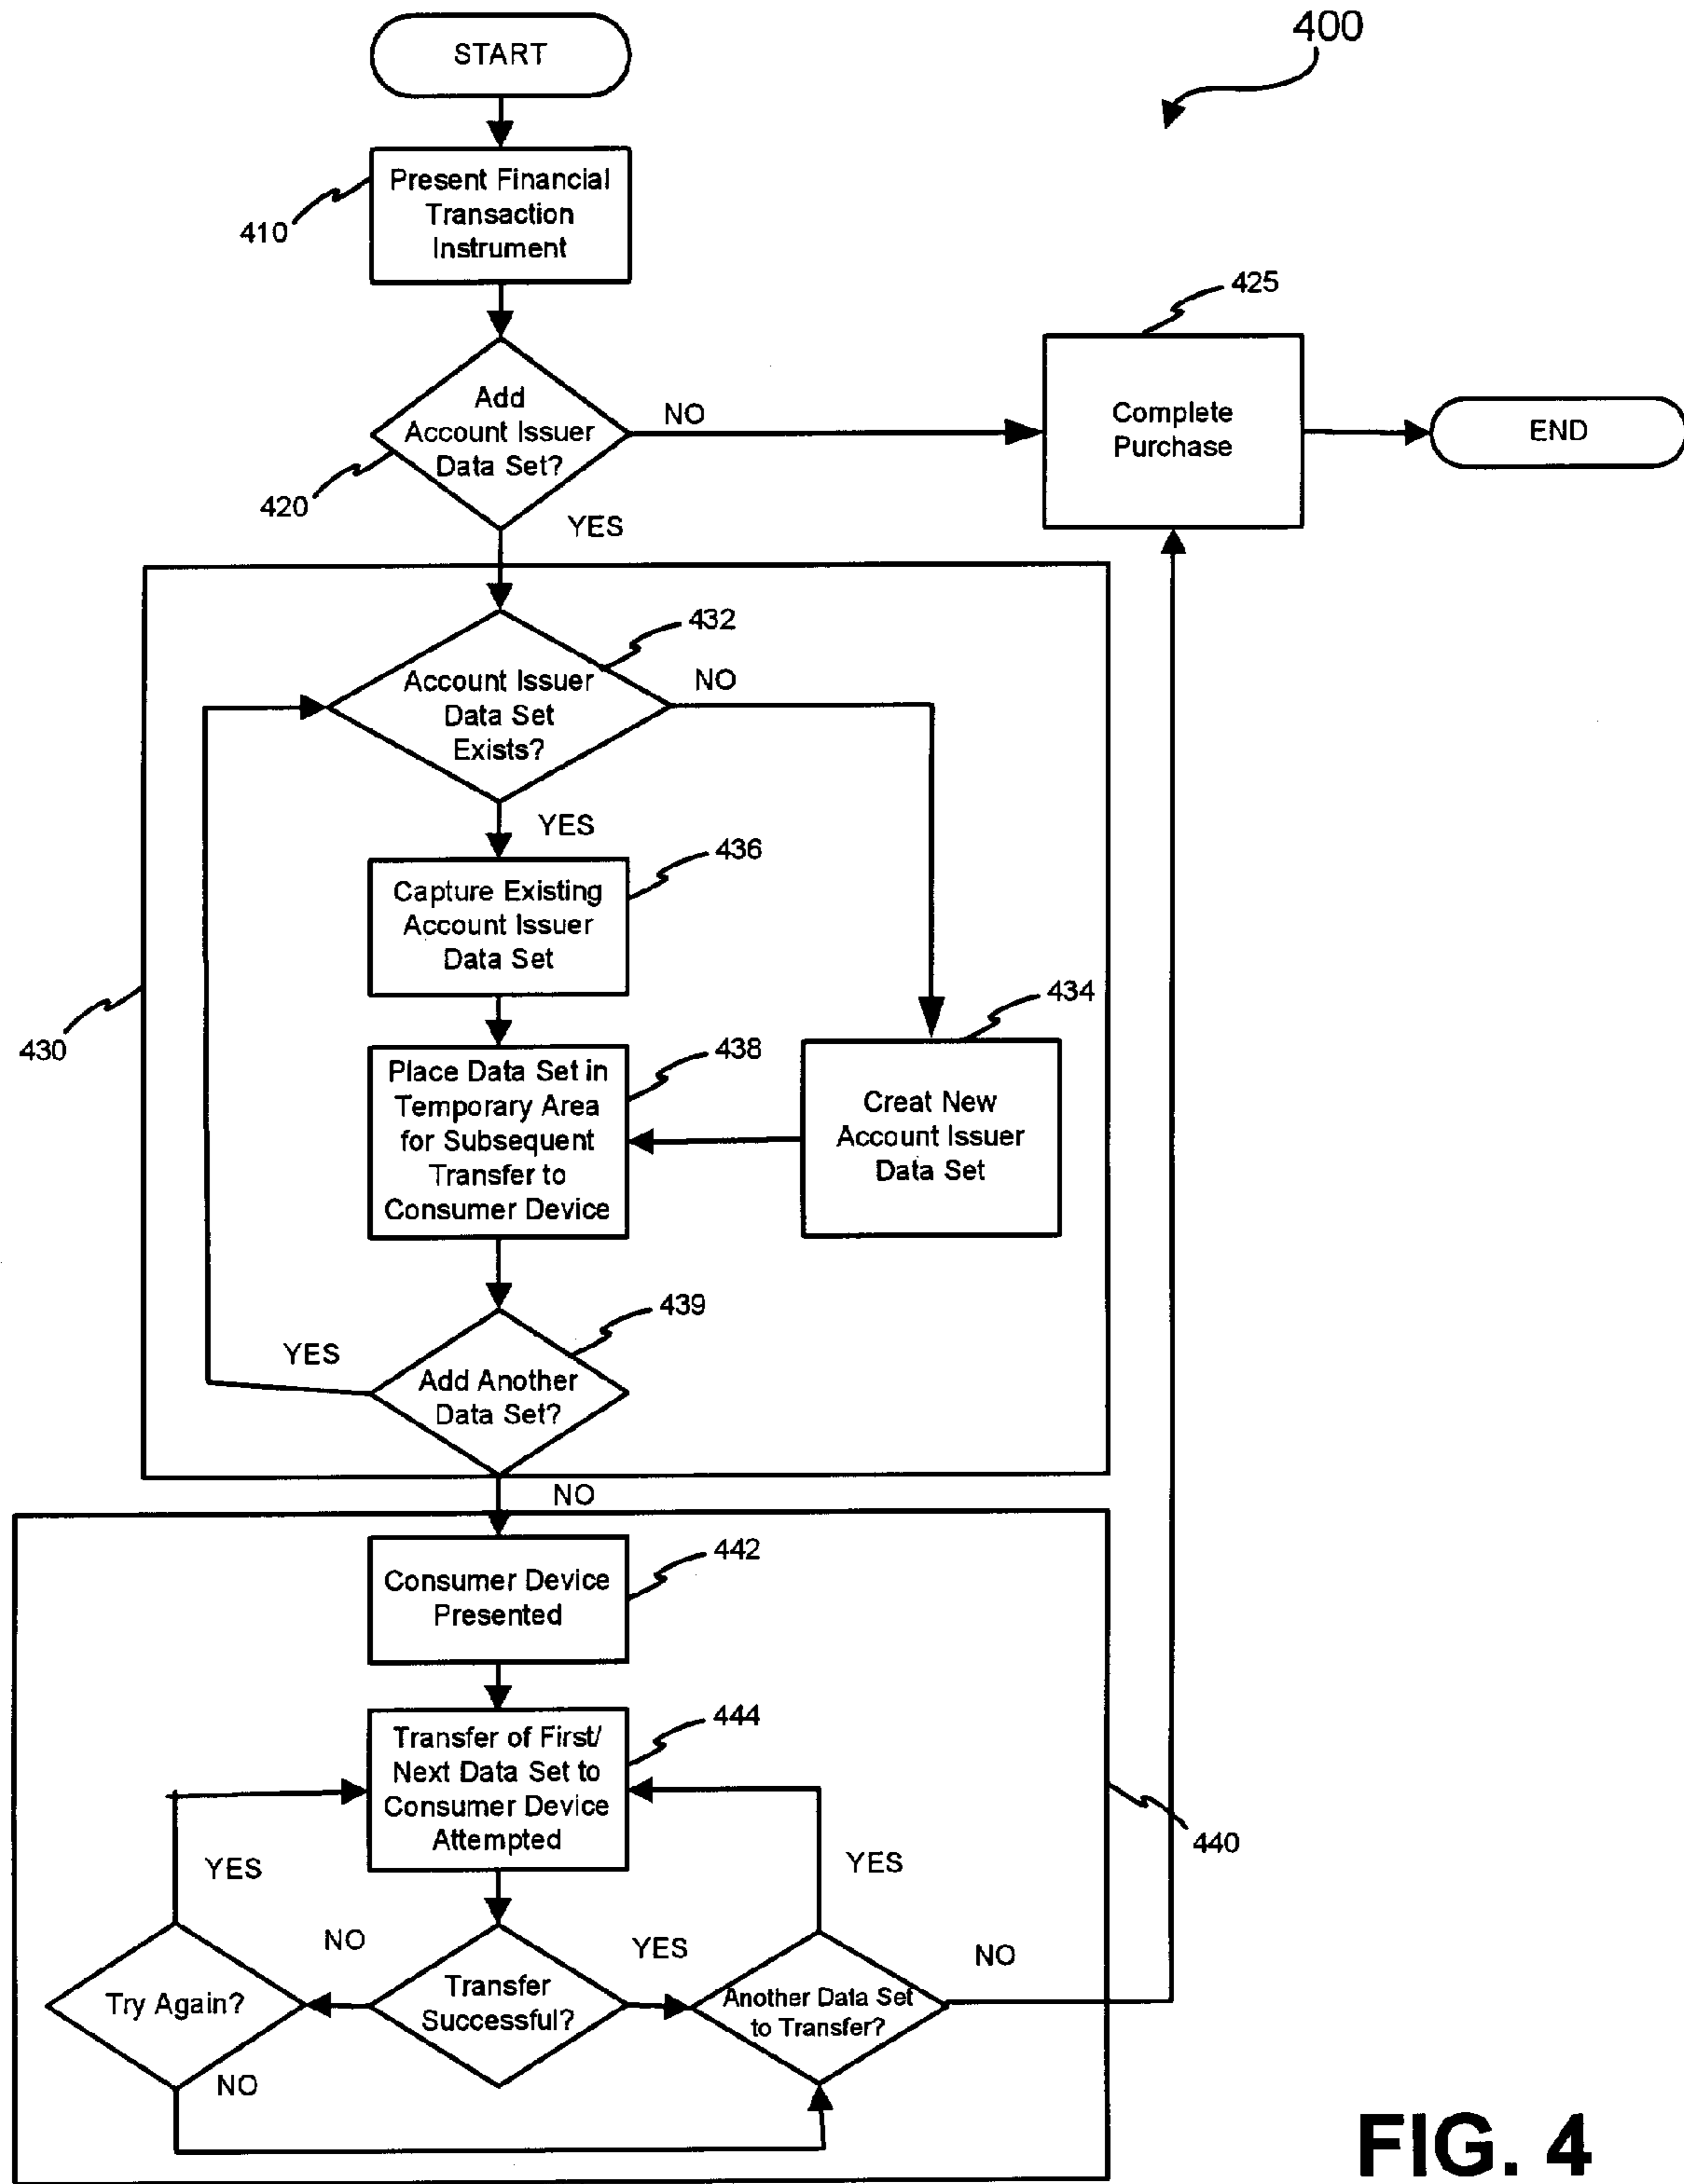 400
START
Present Financial
Transaction
Instrument
410
425
Add
Account Issuer
Data Set?
NO
420
YES
Complete
Purchase
END
432
Account Issuer
Data Set
Exists?
NO
YES
436
Capture Existing
Account Issuer
Data Set
430
434
438
Place Data Set in
Temporary Area
for Subsequent
Transfer to
Consumer Device
Creat New
Account Issuer
Data Set
439
YES
Add Another
Data Set?
NO
442
Consumer Device
Presented
444
Transfer of First/
Next Data Set to
Consumer Device
Attempted
440
YES
YES
NO
YES
NO
Try Again?
Transfer
Successful?
Another Data Set
to Transfer?
NO
FIG. 4